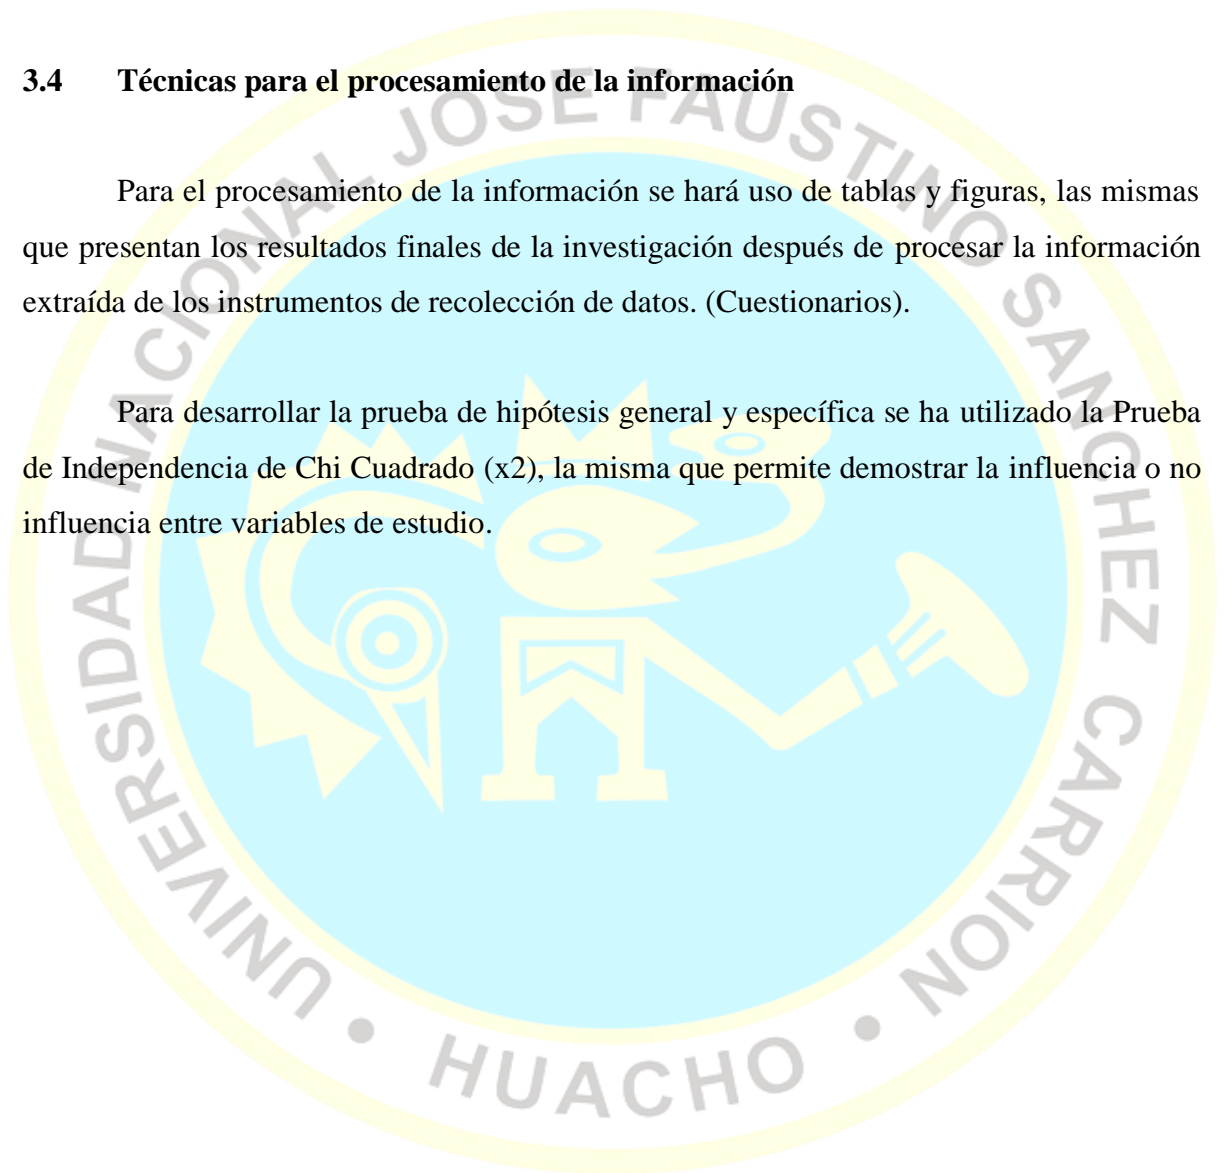 3.4 Técnicas para el procesamiento de la información
Para el procesamiento de la información se hará uso de tablas y figuras, las mismas
que presentan los resultados finales de la investigación después de procesar la información
extraída de los instrumentos de recolección de datos. (Cuestionarios).
Para desarrollar la prueba de hipótesis general y específica se ha utilizado la Prueba
de Independencia de Chi Cuadrado (x2), la misma que permite demostrar la influencia o no
influencia entre variables de estudio.
UNIVERSIDAD NACIONAL JOSE FAUSTINO SANCHEZ CARRION
• HUACHO •